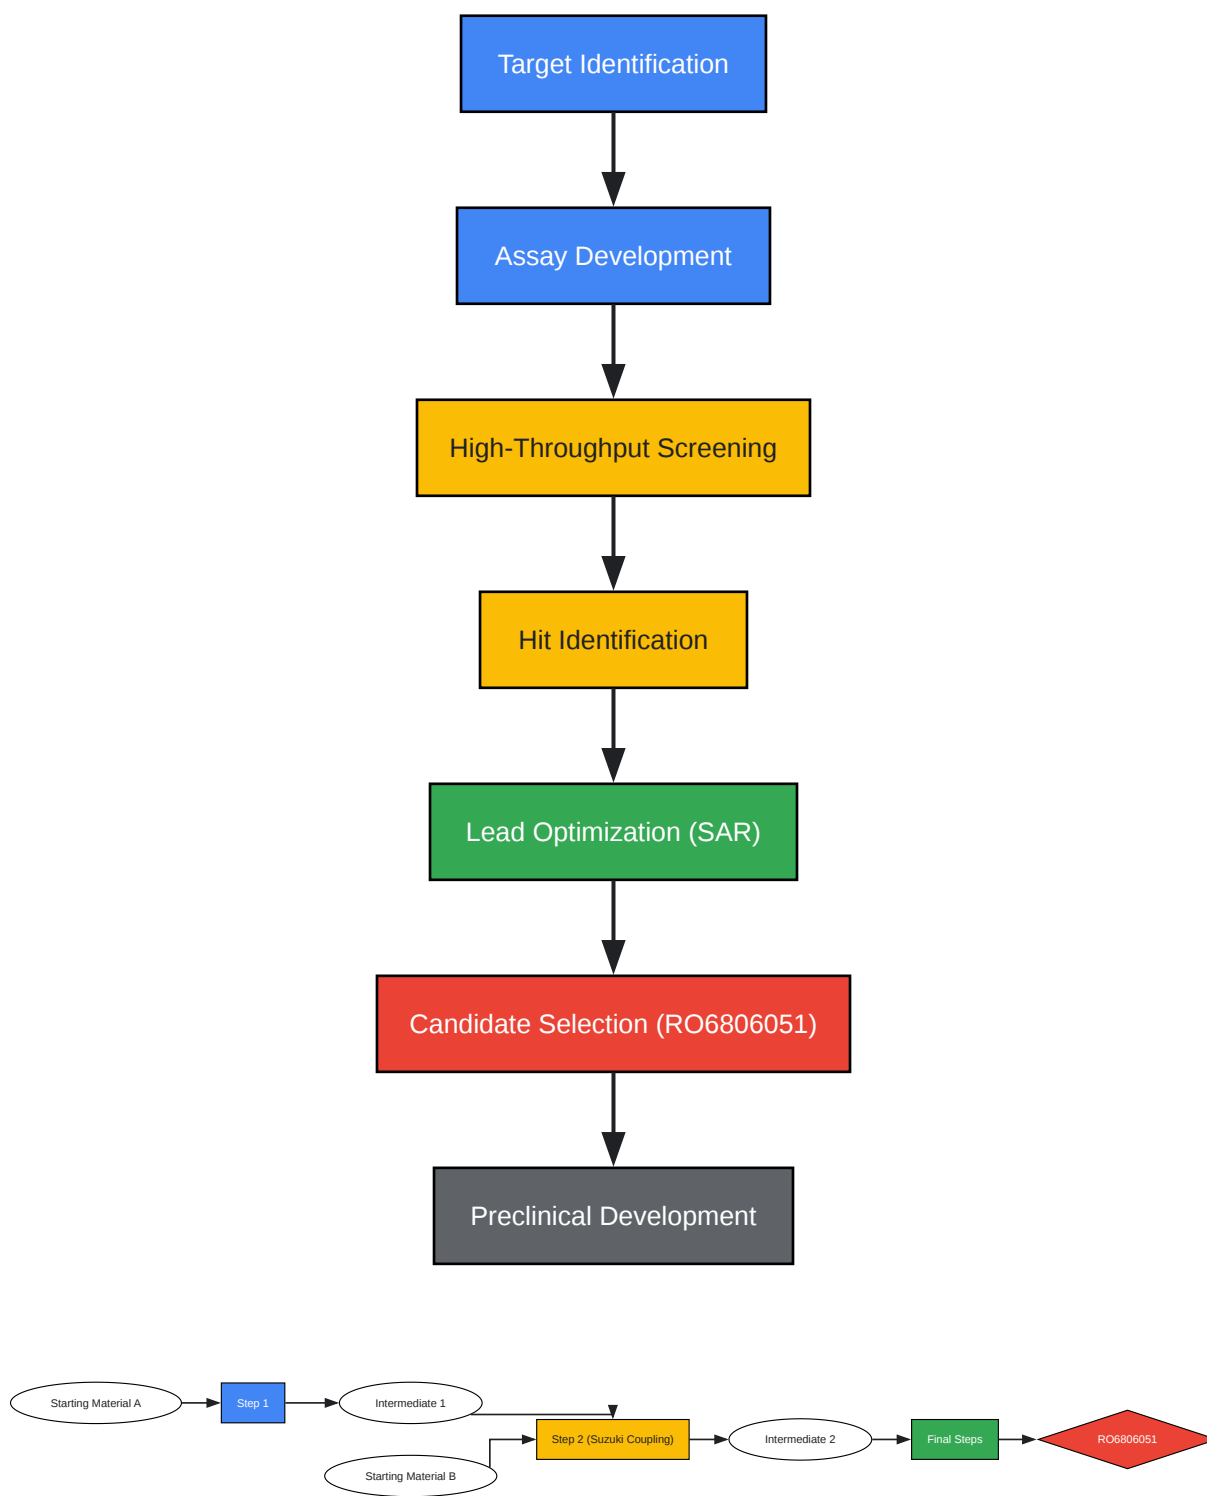 Target Identification
Assay Development
High-Throughput Screening
Hit Identification
Lead Optimization (SAR)
Candidate Selection (RO6806051)
Preclinical Development
Starting Material A
Step 1
Intermediate 1
Starting Material B
Step 2 (Suzuki Coupling)
Intermediate 2
Final Steps
RO6806051